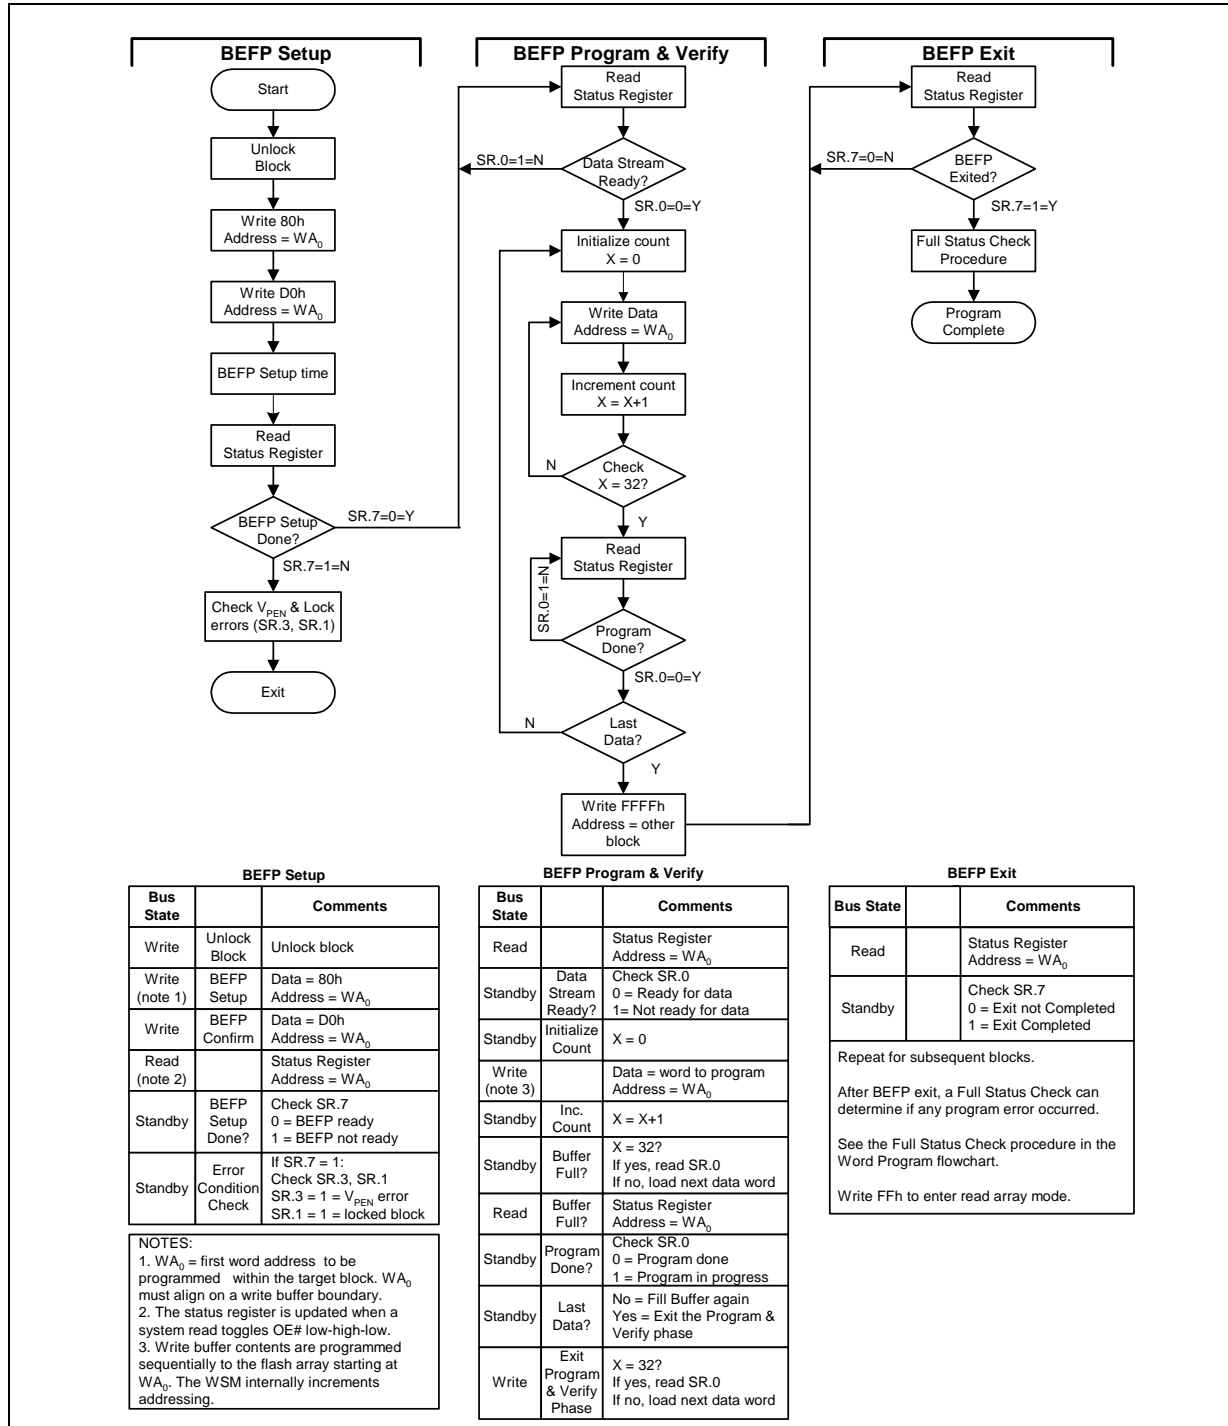 BEFP Setup
Start
Unlock
Block
Write 80h
Address = WA0
Write D0h
Address = WA0
BEFP Setup time
Read
Status Register
BEFP Setup
Done?
SR.7=0=Y
SR.7=1=N
Check VPEN & Lock
errors (SR.3, SR.1)
Exit
BEFP Program & Verify
Read
Status Register
Data Stream
Ready?
SR.0=1=N
SR.0=0=Y
Initialize count
X = 0
Write Data
Address = WA0
Increment count
X = X+1
Check
X = 32?
N
Y
Read
Status Register
SR.0=1=N
Program
Done?
SR.0=0=Y
Last
Data?
N
Y
Write FFFFh
Address = other
block
BEFP Exit
Read
Status Register
BEFP
Exited?
SR.7=0=N
SR.7=1=Y
Full Status Check
Procedure
Program
Complete
BEFP Setup
Bus
State
Comments
Write
Unlock
Block
Unlock block
Write
(note 1)
BEFP
Setup
Data = 80h
Address = WA0
Write
BEFP
Confirm
Data = D0h
Address = WA0
Read
(note 2)
Status Register
Address = WA0
Standby
BEFP
Setup
Done?
Check SR.7
0 = BEFP ready
1 = BEFP not ready
Standby
Error
Condition
Check
If SR.7 = 1:
Check SR.3, SR.1
SR.3 = 1 = VPEN error
SR.1 = 1 = locked block
NOTES:
1. WA0 = first word address to be
programmed within the target block. WA0
must align on a write buffer boundary.
2. The status register is updated when a
system read toggles OE# low-high-low.
3. Write buffer contents are programmed
sequentially to the flash array starting at
WA0. The WSM internally increments
addressing.
BEFP Program & Verify
Bus
State
Comments
Read
Status Register
Address = WA0
Standby
Data
Stream
Ready?
Check SR.0
0 = Ready for data
1= Not ready for data
Standby
Initialize
Count
X = 0
Write
(note 3)
Data = word to program
Address = WA0
Standby
Inc.
Count
X = X+1
Standby
Buffer
Full?
X = 32?
If yes, read SR.0
If no, load next data word
Read
Buffer
Full?
Status Register
Address = WA0
Standby
Program
Done?
Check SR.0
0 = Program done
1 = Program in progress
Standby
Last
Data?
No = Fill Buffer again
Yes = Exit the Program &
Verify phase
Write
Exit
Program
& Verify
Phase
X = 32?
If yes, read SR.0
If no, load next data word
BEFP Exit
Bus State
Comments
Read
Status Register
Address = WA0
Standby
Check SR.7
0 = Exit not Completed
1 = Exit Completed
Repeat for subsequent blocks.
After BEFP exit, a Full Status Check can
determine if any program error occurred.
See the Full Status Check procedure in the
Word Program flowchart.
Write FFh to enter read array mode.